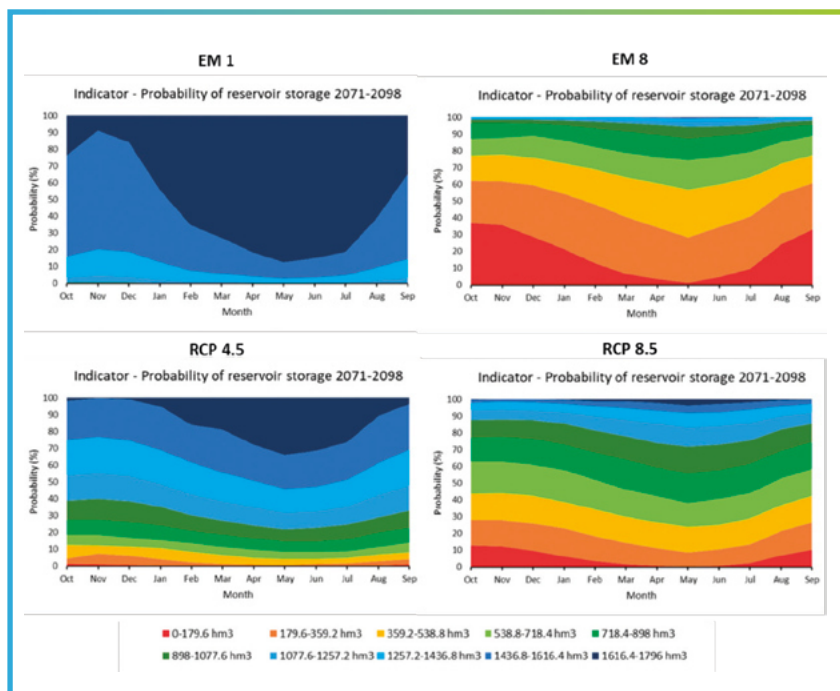 EM 1
Indicator - Probability of reservoir storage 2071-2098
Probability (%)
100
90
80
70
60
50
40
30
20
10
0
Oct Nov Dec Jan Feb Mar Apr May Jun Jul Aug Sep
Month
EM 8
Indicator - Probability of reservoir storage 2071-2098
Probability (%)
100
90
80
70
60
50
40
30
20
10
0
Oct Nov Dec Jan Feb Mar Apr May Jun Jul Aug Sep
Month
RCP 4.5
Indicator - Probability of reservoir storage 2071-2098
Probability (%)
100
90
80
70
60
50
40
30
20
10
0
Oct Nov Dec Jan Feb Mar Apr May Jun Jul Aug Sep
Month
RCP 8.5
Indicator - Probability of reservoir storage 2071-2098
Probability (%)
100
90
80
70
60
50
40
30
20
10
0
Oct Nov Dec Jan Feb Mar Apr May Jun Jul Aug Sep
Month
0-179.6 hm3 179.6-359.2 hm3 359.2-538.8 hm3 538.8-718.4 hm3 718.4-898 hm3
898-1077.6 hm3 1077.6-1257.2 hm3 1257.2-1436.8 hm3 1436.8-1616.4 hm3 1616.4-1796 hm3